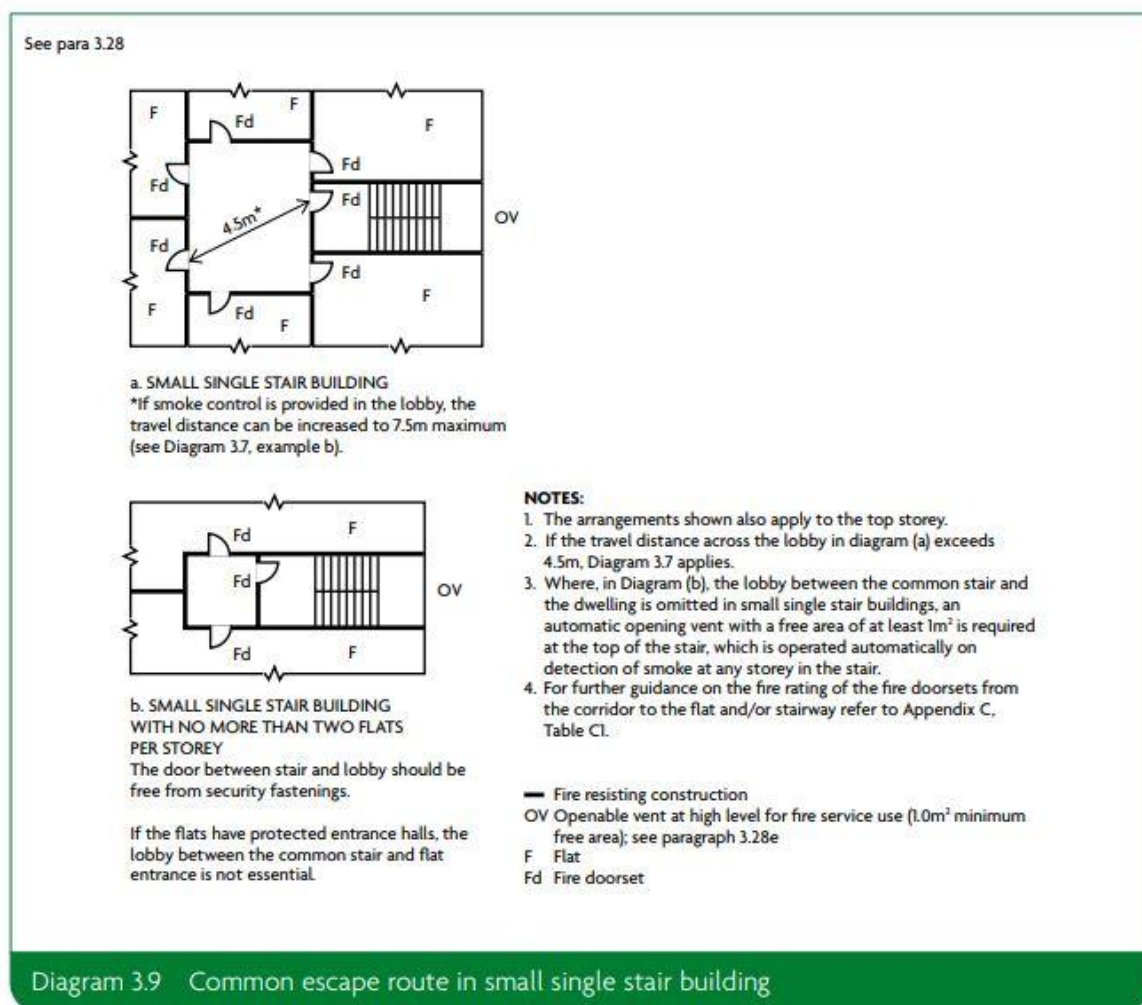 See para 3.28
F
F
Fd
F
Fd
Fd
Fd
4.5m*
OV
Fd
Fd
F
Fd
F
F
a. SMALL SINGLE STAIR BUILDING
*If smoke control is provided in the lobby, the
travel distance can be increased to 7.5m maximum
(see Diagram 3.7, example b).
Fd
F
Fd
OV
Fd
F
b. SMALL SINGLE STAIR BUILDING
WITH NO MORE THAN TWO FLATS
PER STOREY
The door between stair and lobby should be
free from security fastenings.
If the flats have protected entrance halls, the
lobby between the common stair and flat
entrance is not essential.
NOTES:
1. The arrangements shown also apply to the top storey.
2. If the travel distance across the lobby in diagram (a) exceeds
4.5m, Diagram 3.7 applies.
3. Where, in Diagram (b), the lobby between the common stair and
the dwelling is omitted in small single stair buildings, an
automatic opening vent with a free area of at least 1m² is required
at the top of the stair, which is operated automatically on
detection of smoke at any storey in the stair.
4. For further guidance on the fire rating of the fire doorsets from
the corridor to the flat and/or stairway refer to Appendix C,
Table C1.
Fire resisting construction
OV Openable vent at high level for fire service use (1.0m² minimum
free area); see paragraph 3.28e
F Flat
Fd Fire doorset
Diagram 3.9 Common escape route in small single stair building